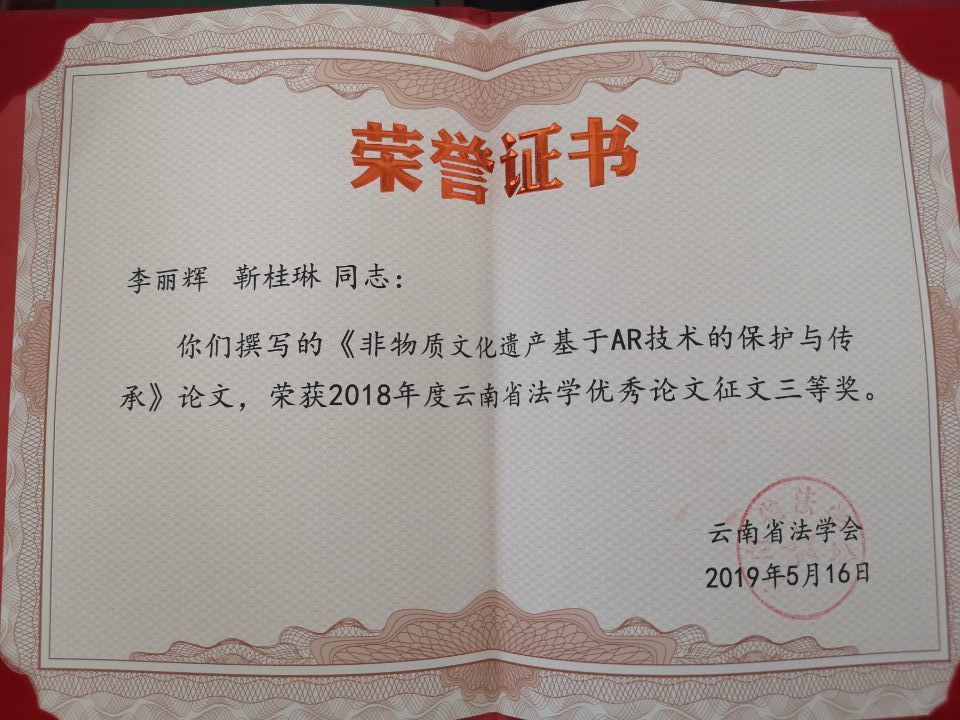 荣誉证书
李丽辉 靳桂琳 同志：
你们撰写的《非物质文化遗产基于AR技术的保护与传
承》论文，荣获2018年度云南省法学优秀论文征文三等奖。
云南省法学会
2019年5月16日